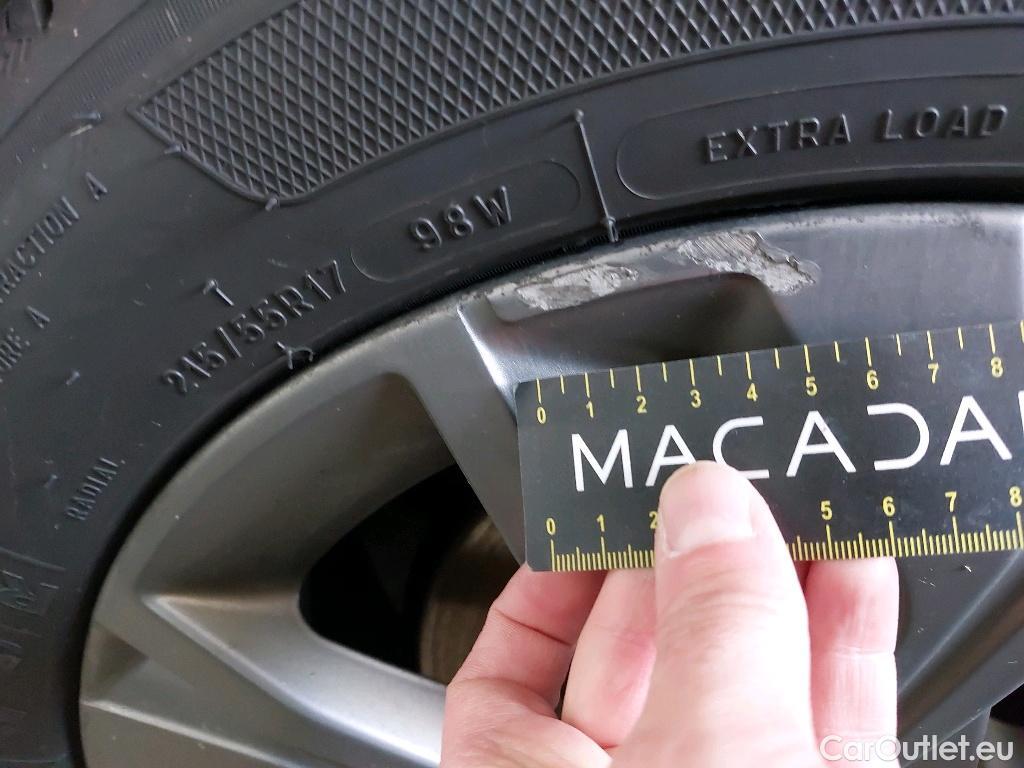 EXTRA LOAD
98W
215/55R17
TRACTION A
A
RADIAL
0 1 2 3 4 5 6 7 8
MACADA
0 1 2 5 6 7 8
CarOutlet.eu